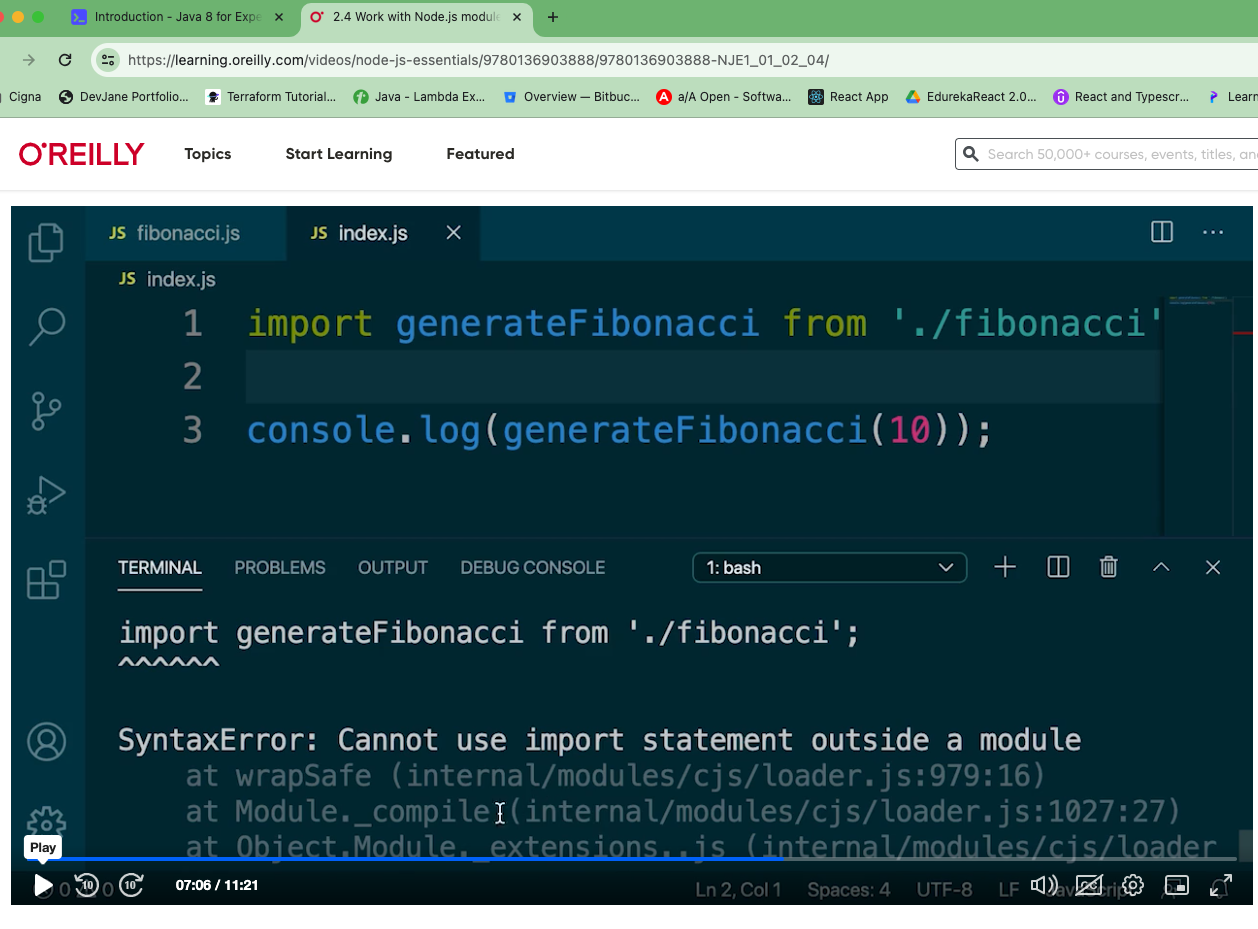 Introduction - Java 8 for Expe
2.4 Work with Node.js module
https://learning.oreilly.com/videos/node-js-essentials/9780136903888/9780136903888-NJE1_01_02_04/
Cigna DevJane Portfolio... Terraform Tutorial... Java - Lambda Ex... Overview — Bitbuc... a/A Open - Softwa... React App EdurekaReact 2.0... React and Typescr... Learn
O'REILLY Topics Start Learning Featured Search 50,000+ courses, events, titles, an
JS fibonacci.js JS index.js
JS index.js
1 import generateFibonacci from './fibonacci'
2
3 console.log(generateFibonacci(10));
TERMINAL PROBLEMS OUTPUT DEBUG CONSOLE 1: bash
import generateFibonacci from './fibonacci';
^^^^^^
SyntaxError: Cannot use import statement outside a module
at wrapSafe (internal/modules/cjs/loader.js:979:16)
at Module._compile (internal/modules/cjs/loader.js:1027:27)
at Object.Module._extensions..js (internal/modules/cjs/loader
Play
10 10 07:06 / 11:21 Ln 2, Col 1 Spaces: 4 UTF-8 LF